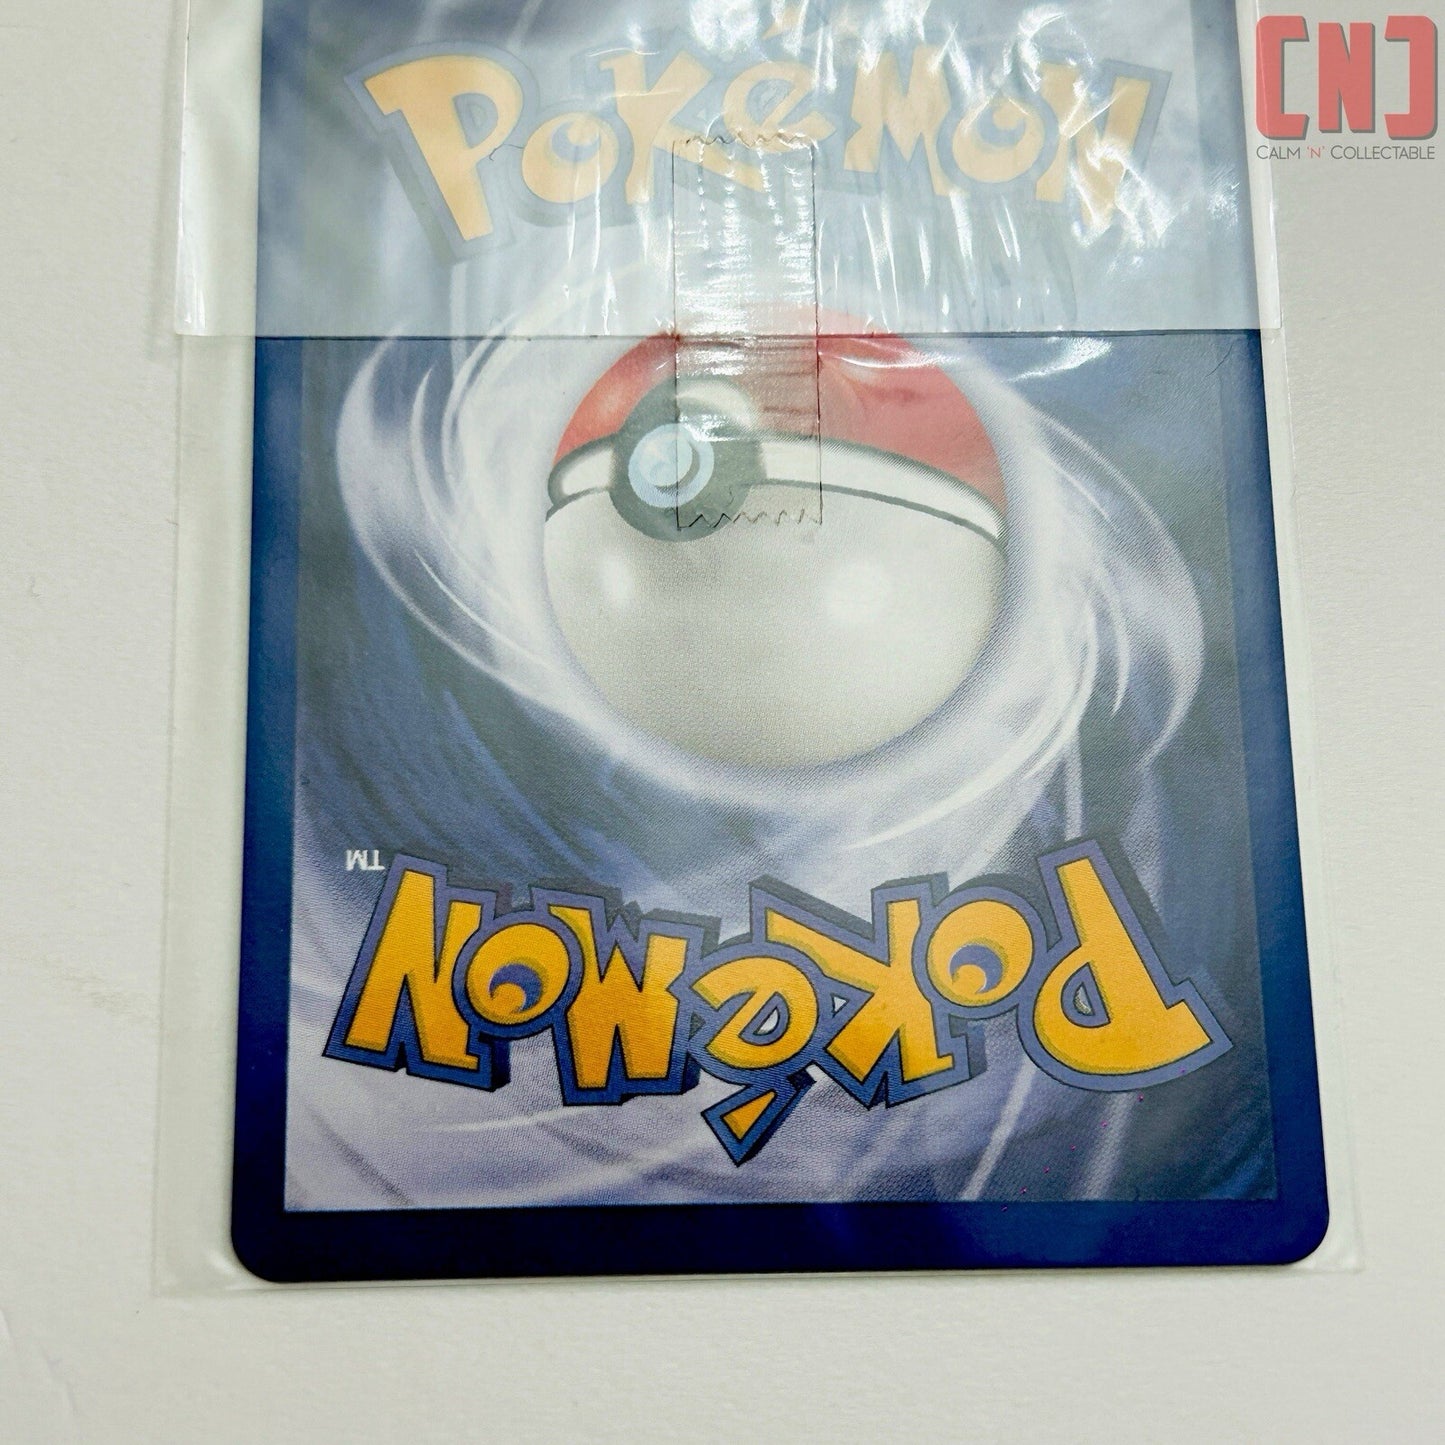 [N]
CALM 'N' COLLECTABLE
POKéMON
TM
POKéMON